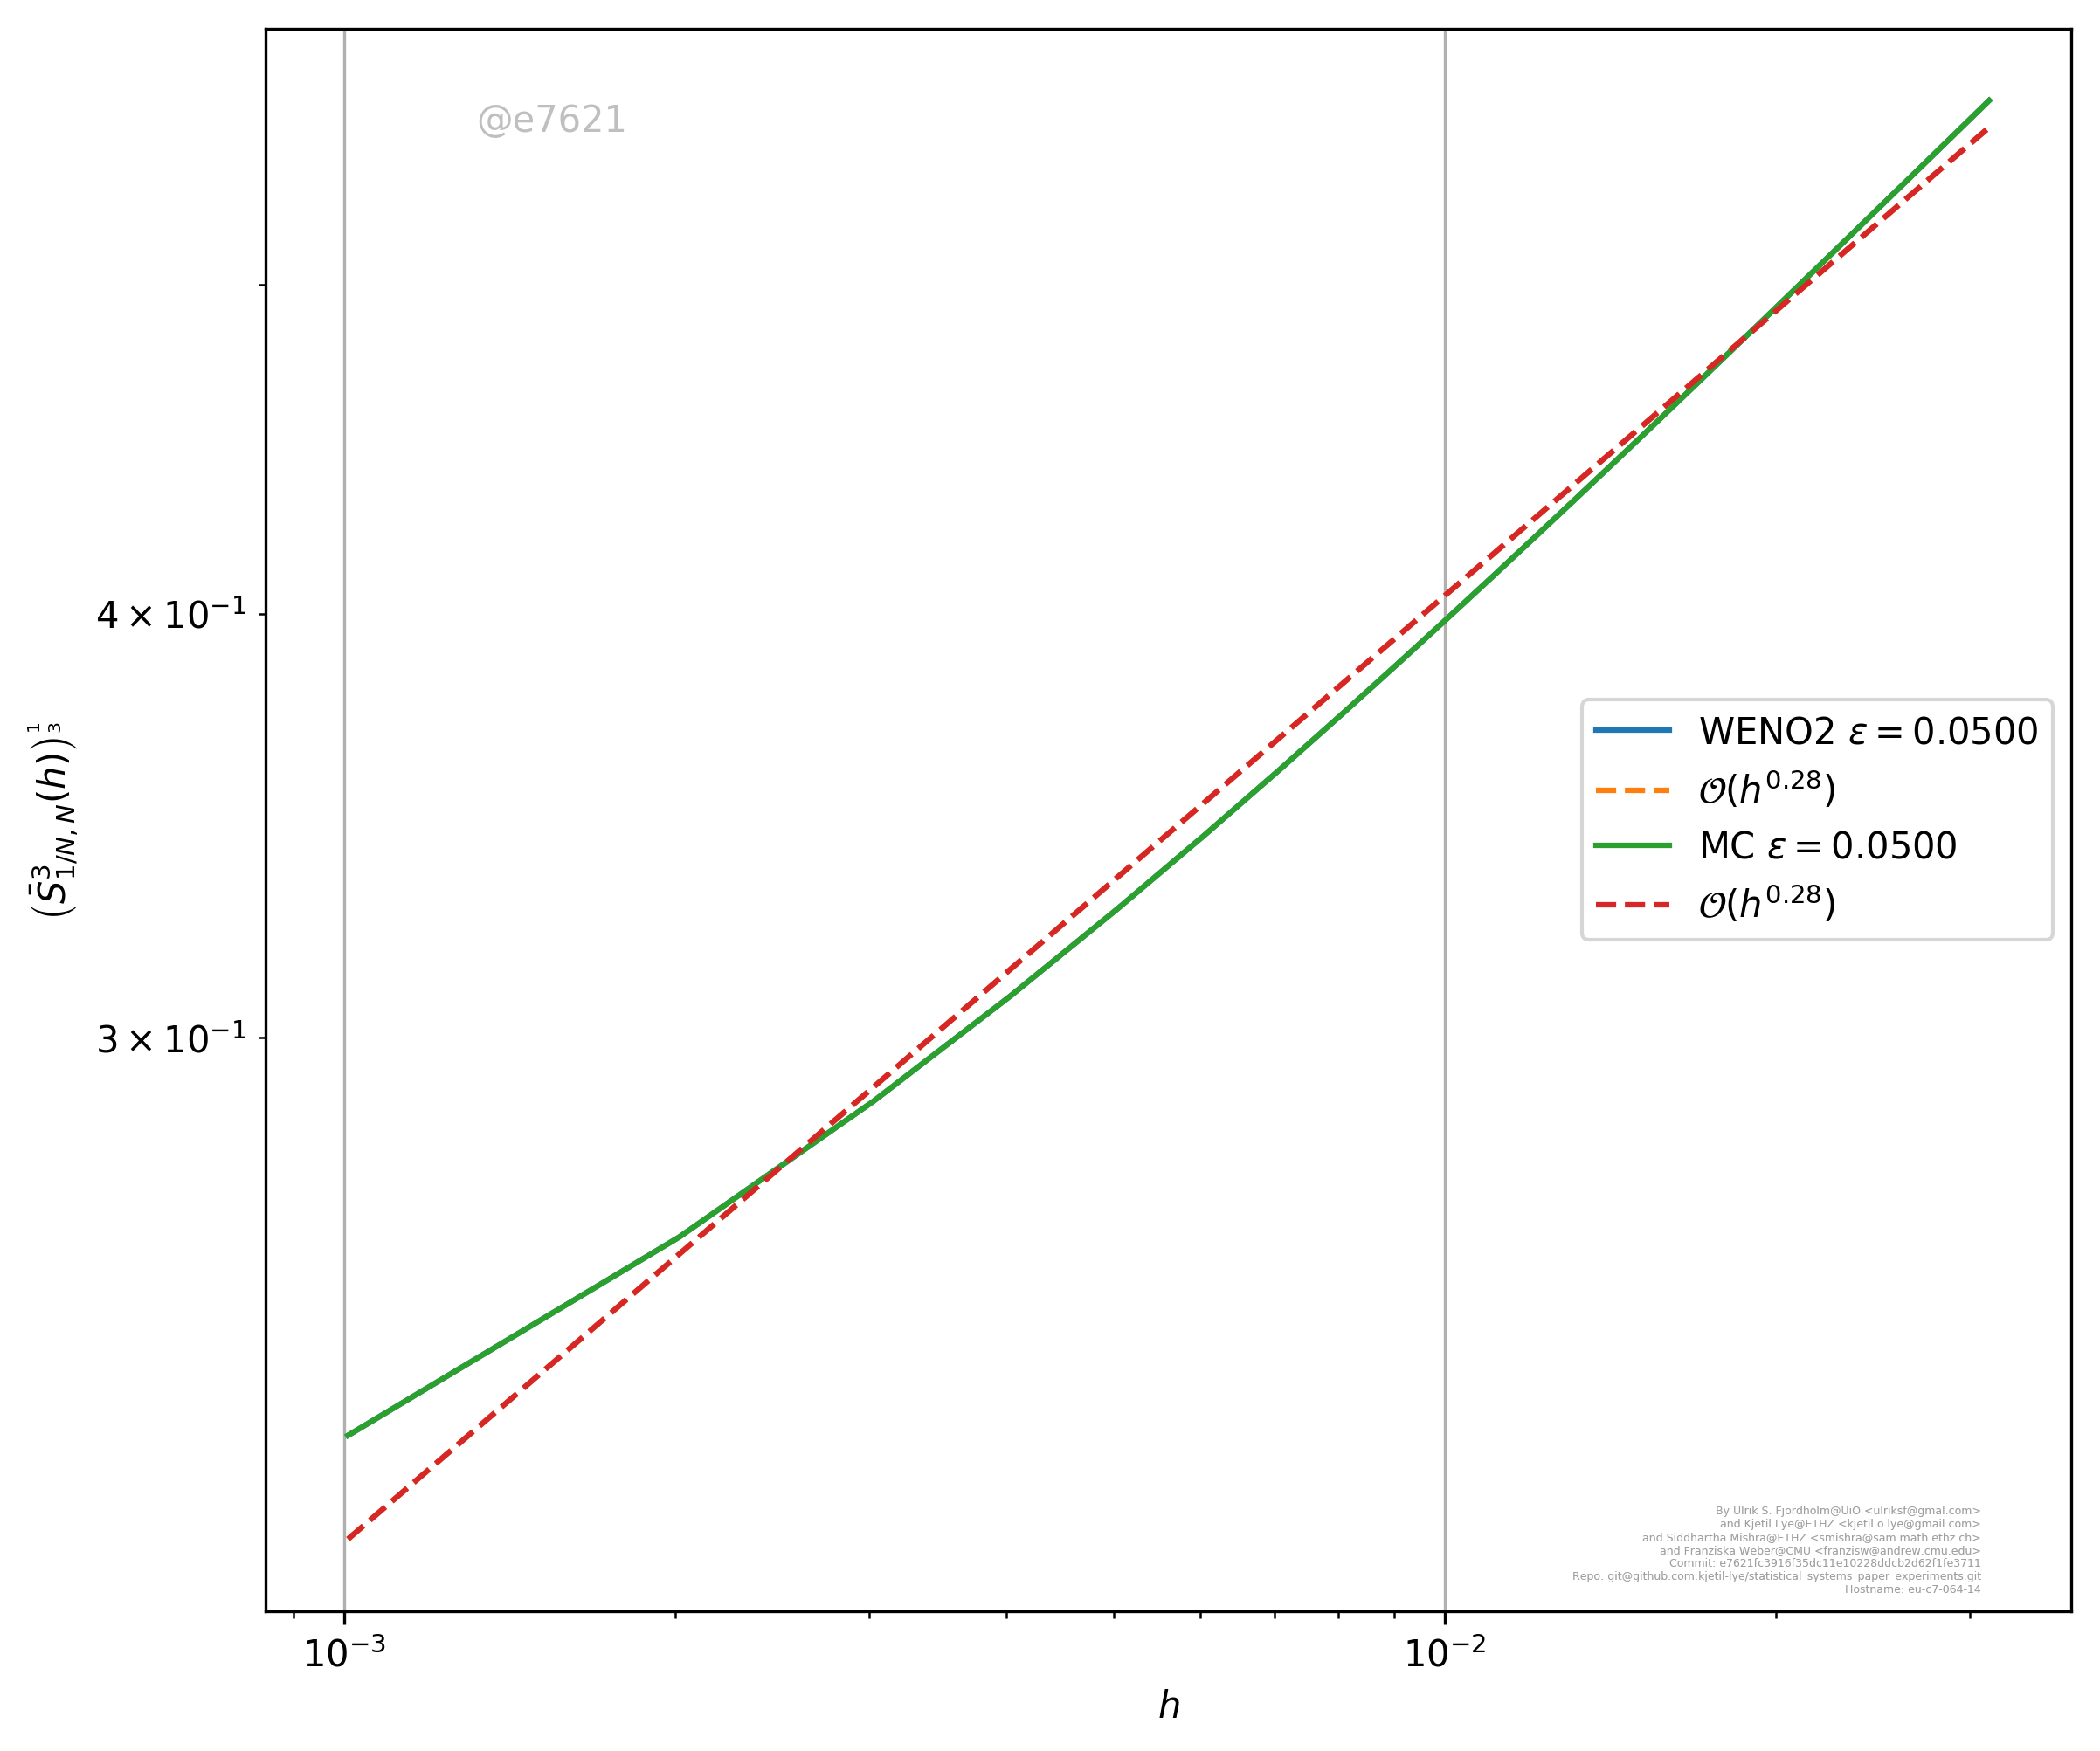 @e7621
4 × 10⁻¹
3 × 10⁻¹
(S̄³₁/N,N(h))^1/3
WENO2 ε = 0.0500
𝒪(h^0.28)
MC ε = 0.0500
𝒪(h^0.28)
By Ulrik S. Fjordholm@UiO <ulriksf@gmal.com>
and Kjetil Lye@ETHZ <kjetil.o.lye@gmail.com>
and Siddhartha Mishra@ETHZ <smishra@sam.math.ethz.ch>
and Franziska Weber@CMU <franzisw@andrew.cmu.edu>
Commit: e7621fc3916f35dc11e10228ddcb2d62f1fe3711
Repo: git@github.com:kjetil-lye/statistical_systems_paper_experiments.git
Hostname: eu-c7-064-14
10⁻³
10⁻²
h